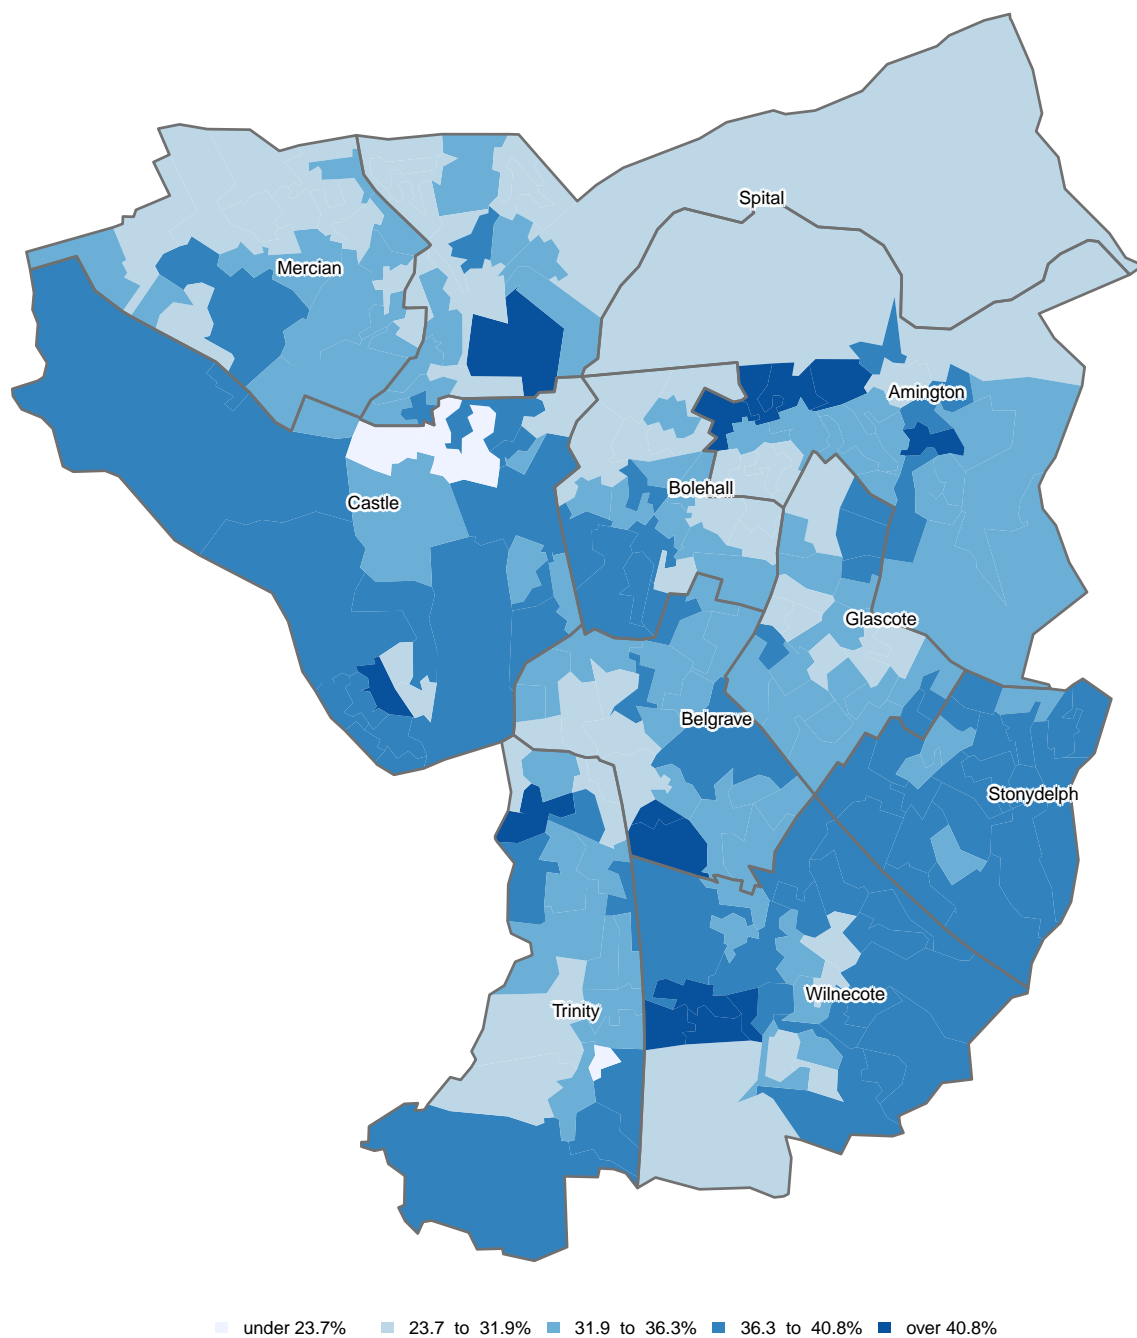 Spital
Mercian
Amington
Bolehall
Castle
Glascote
Belgrave
Stonydelph
Wilnecote
Trinity
under 23.7% 23.7 to 31.9% 31.9 to 36.3% 36.3 to 40.8% over 40.8%